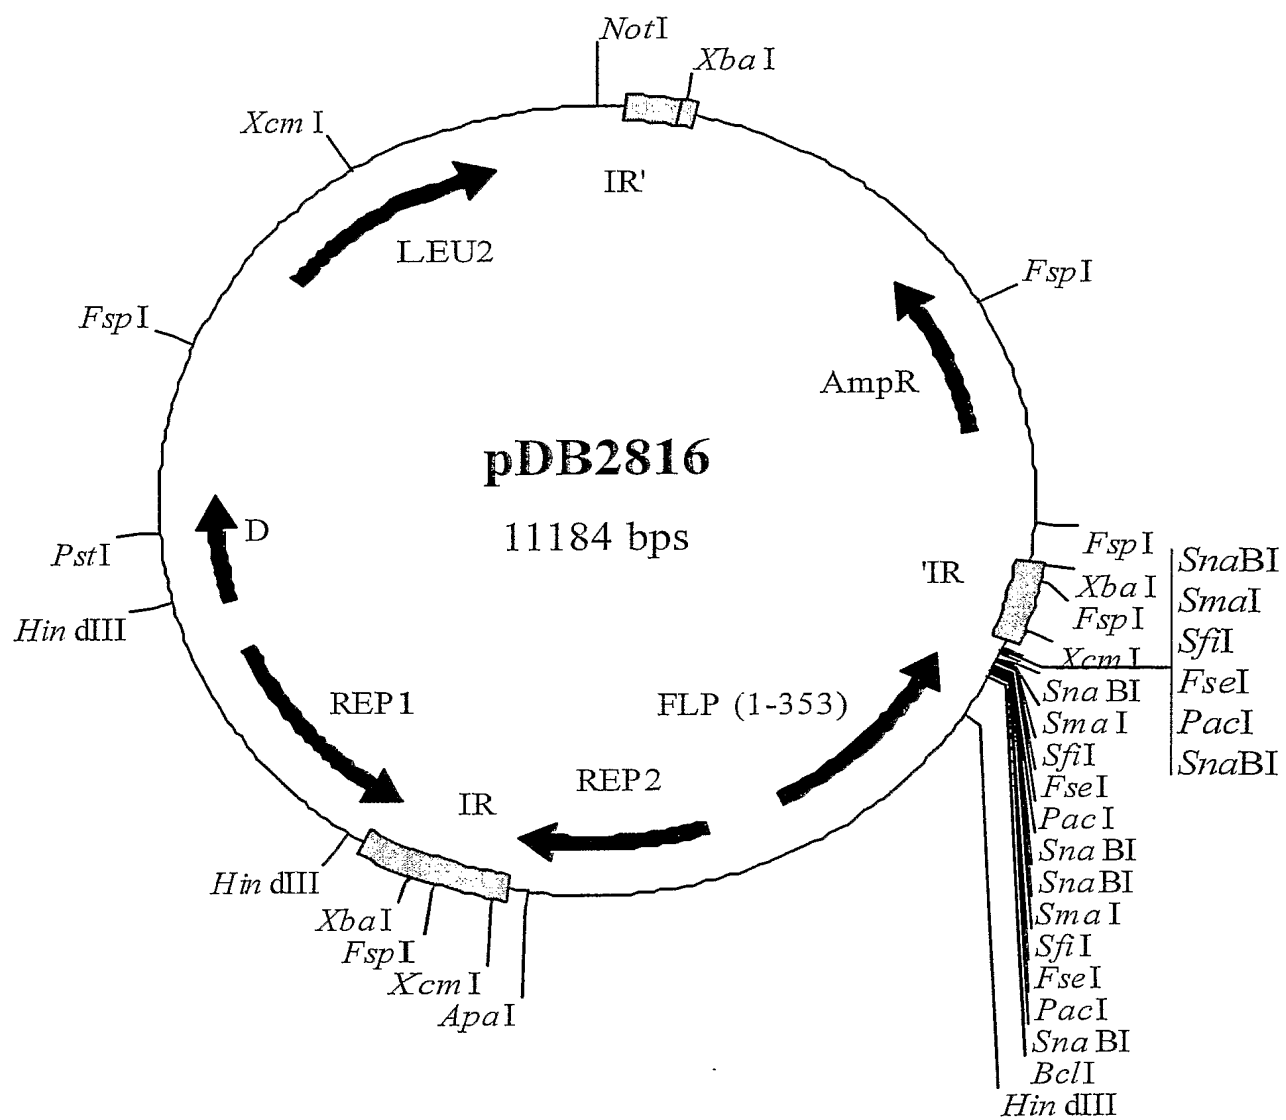 NotI
XbaI
XcmI
IR'
LEU2
FspI
FspI
AmpR
pDB2816
11184 bps
D
PstI
HindIII
'IR
FspI
XbaI
FspI
XcmI
SnaBI
SmaI
SfiI
FseI
PacI
SnaBI
REP1
FLP (1-353)
REP2
IR
SnaBI
SmaI
SfiI
FseI
PacI
SnaBI
SnaBI
SmaI
SfiI
FseI
PacI
SnaBI
BclI
HindIII
HindIII
XbaI
FspI
XcmI
ApaI